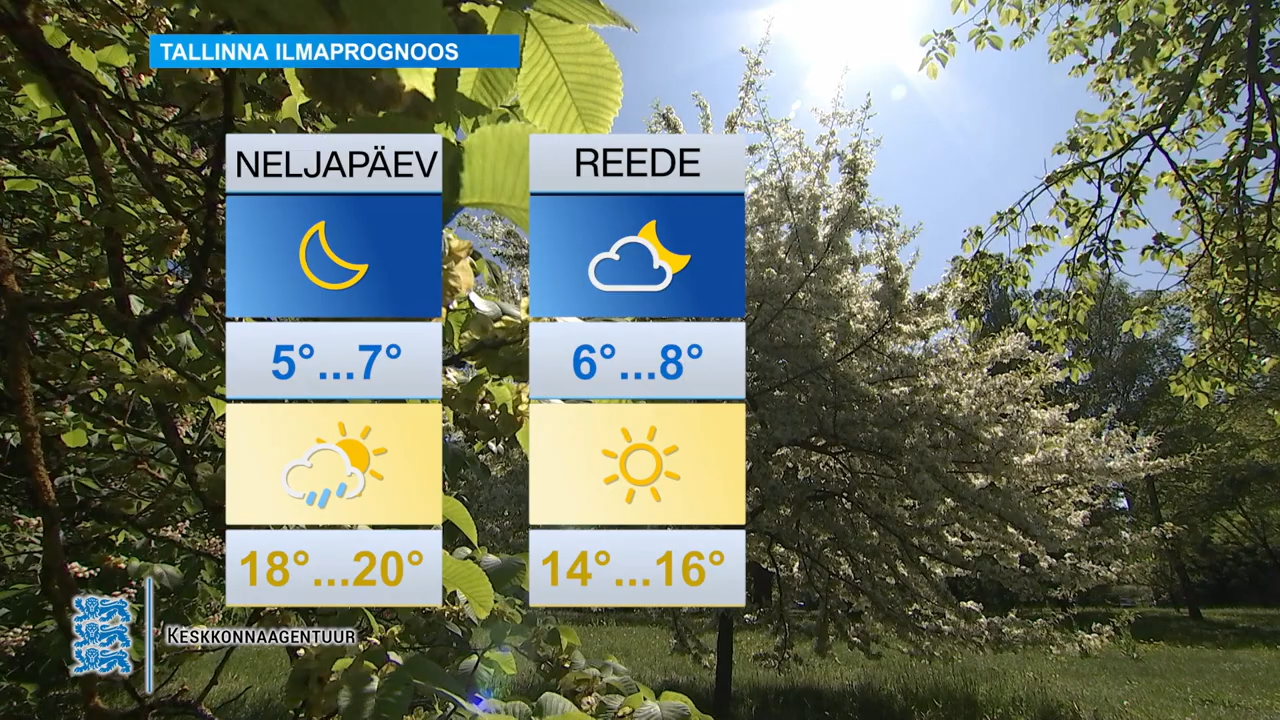 TALLINNA ILMAPROGNOOS
NELJAPÄEV
5°...7°
18°...20°
REEDE
6°...8°
14°...16°
KESKKONNAAGENTUUR